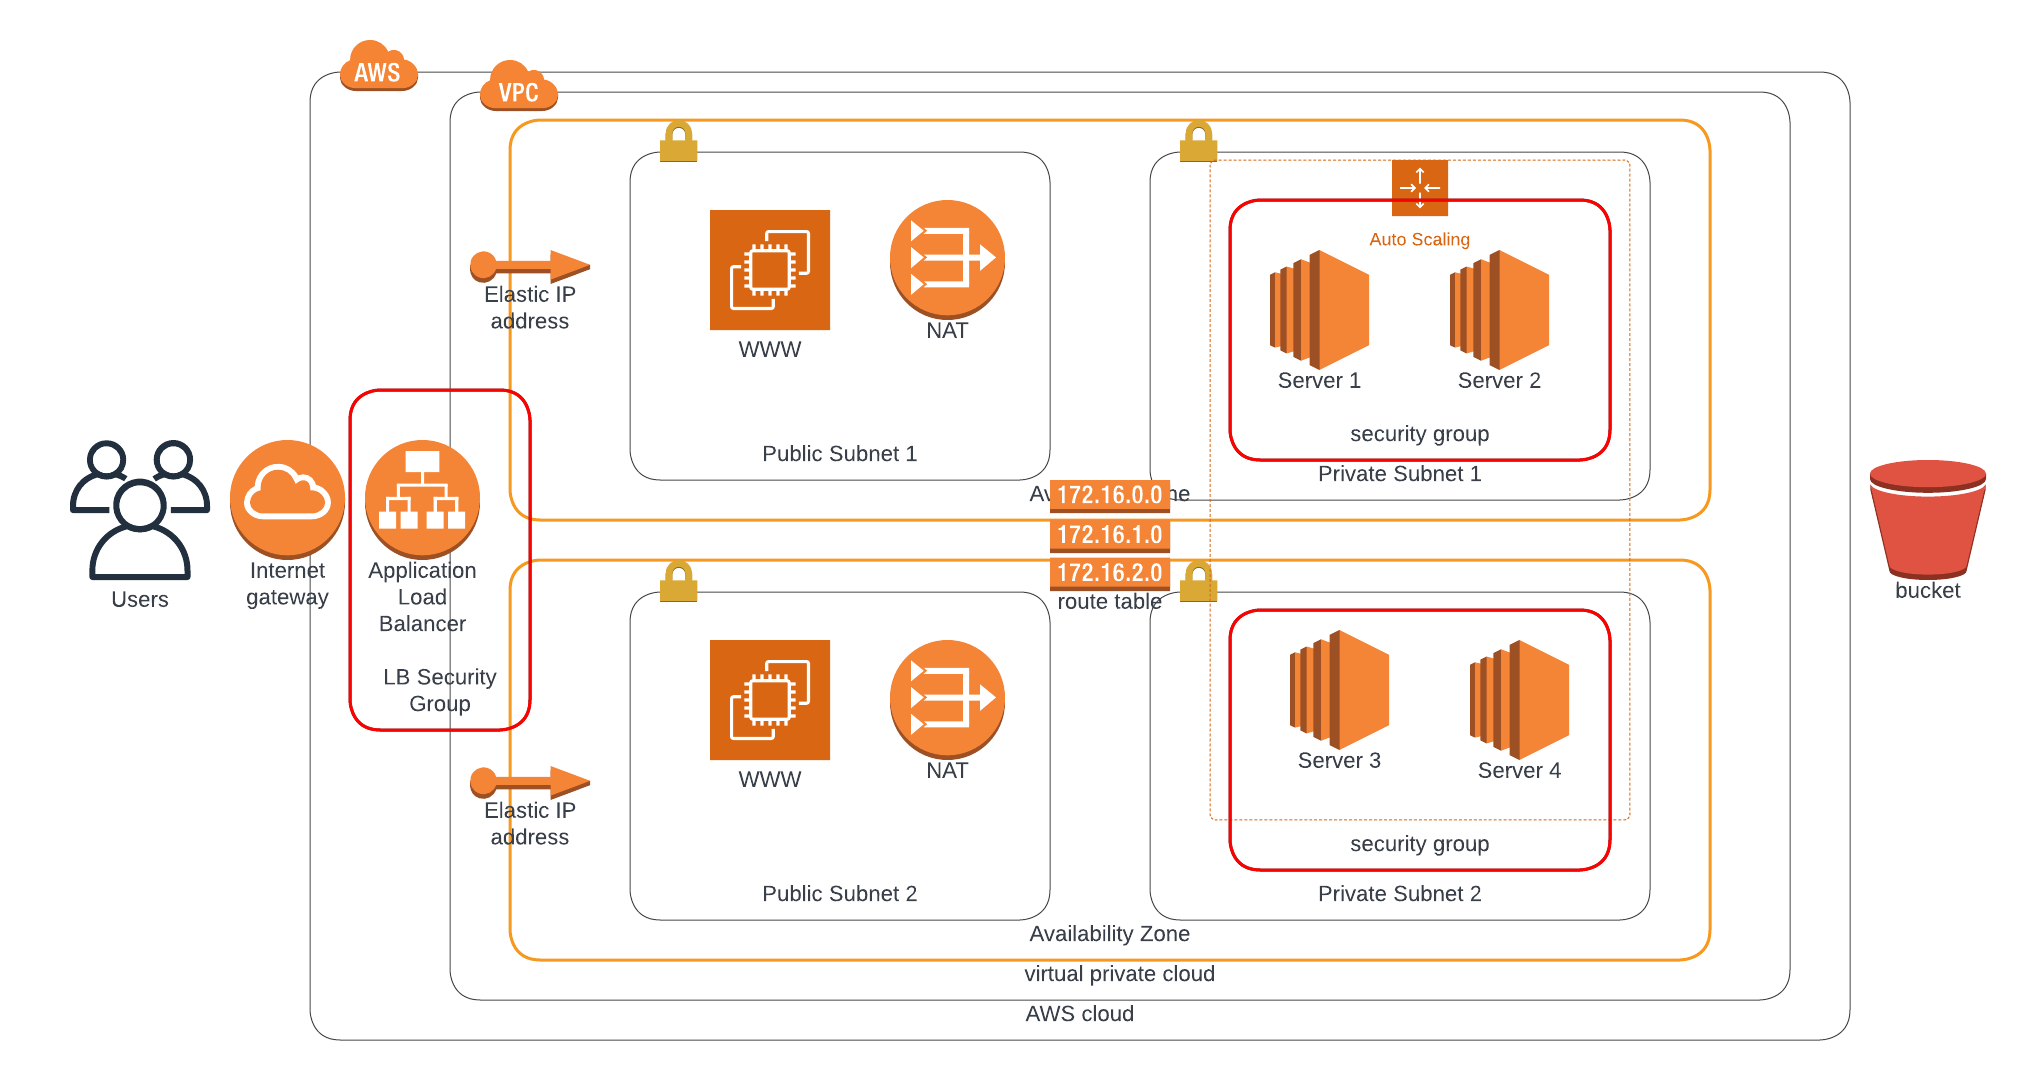 AWS
VPC
Auto Scaling
Elastic IP
address
WWW
NAT
Server 1
Server 2
security group
Public Subnet 1
Private Subnet 1
172.16.0.0
172.16.1.0
172.16.2.0
route table
Users
Internet
gateway
Application
Load
Balancer
LB Security
Group
bucket
Elastic IP
address
WWW
NAT
Server 3
Server 4
security group
Public Subnet 2
Private Subnet 2
Availability Zone
virtual private cloud
AWS cloud